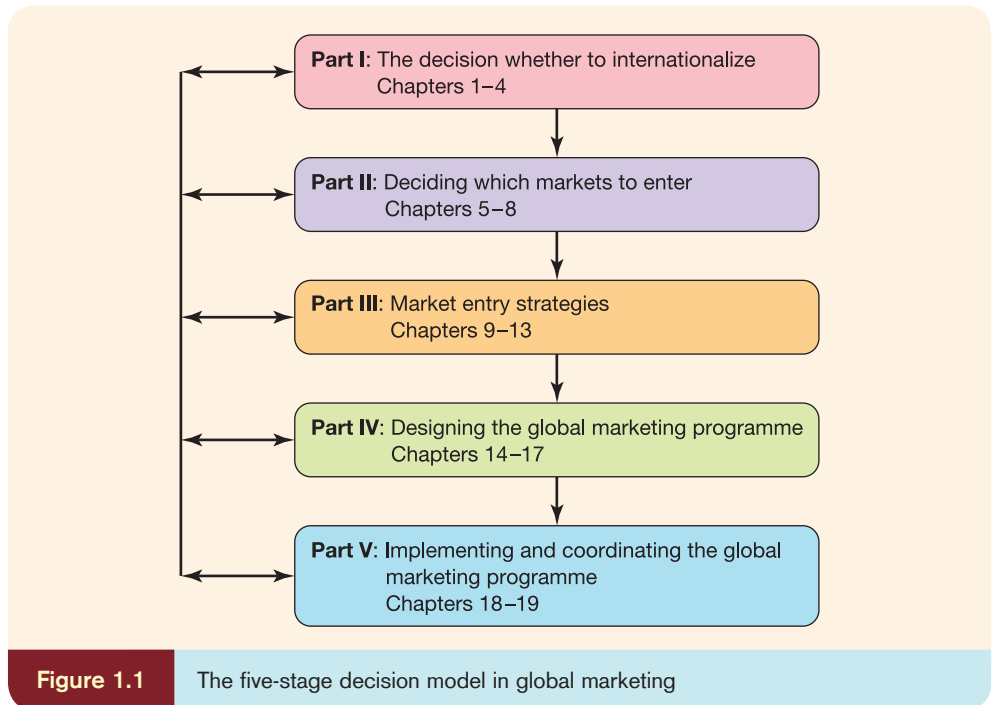 Part I: The decision whether to internationalize
Chapters 1–4
Part II: Deciding which markets to enter
Chapters 5–8
Part III: Market entry strategies
Chapters 9–13
Part IV: Designing the global marketing programme
Chapters 14–17
Part V: Implementing and coordinating the global
marketing programme
Chapters 18–19
Figure 1.1 The five-stage decision model in global marketing